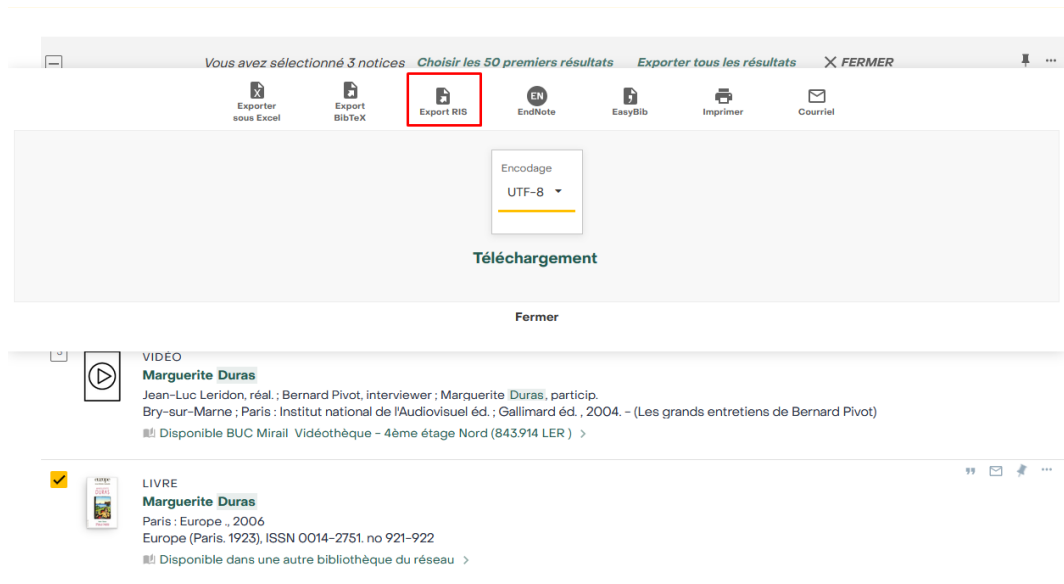 Vous avez sélectionné 3 notices Choisir les 50 premiers résultats Exporter tous les résultats FERMER
Exporter sous Excel
Export BibTeX
Export RIS
EN
EndNote
EasyBib
Imprimer
Courriel
Encodage
UTF-8
Téléchargement
Fermer
VIDÉO
Marguerite Duras
Jean-Luc Leridon, réal. ; Bernard Pivot, interviewer ; Marguerite Duras, particip.
Bry-sur-Marne ; Paris : Institut national de l'Audiovisuel éd. ; Gallimard éd. , 2004. - (Les grands entretiens de Bernard Pivot)
Disponible BUC Mirail Vidéothèque - 4ème étage Nord (843.914 LER )
LIVRE
Marguerite Duras
Paris : Europe ., 2006
Europe (Paris. 1923), ISSN 0014-2751. no 921-922
Disponible dans une autre bibliothèque du réseau